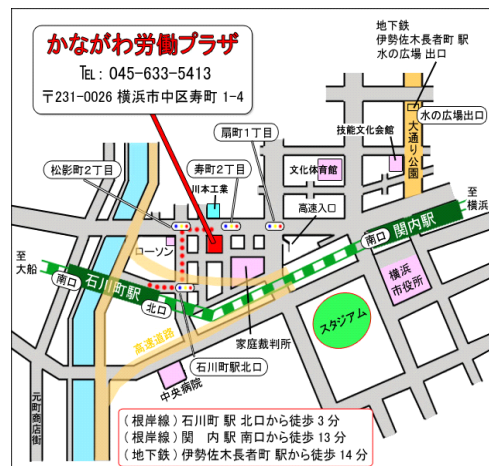 かながわ労働プラザ
TEL : 045-633-5413
〒231-0026 横浜市中区寿町 1-4
地下鉄
伊勢佐木長者町 駅
水の広場 出口
水の広場出口
大通り公園
技能文化会館
扇町1丁目
松影町2丁目
寿町2丁目
川本工業
文化体育館
高速入口
至
横浜
関内駅
南口
ローソン
至
大船
南口
石川町駅
北口
横浜
市役所
スタジアム
高速道路
家庭裁判所
石川町駅北口
中央病院
元町商店街
( 根岸線 ) 石川町 駅 北口から徒歩 3 分
( 根岸線 ) 関 内 駅 南口から徒歩 13 分
( 地下鉄 ) 伊勢佐木長者町 駅から徒歩 14 分